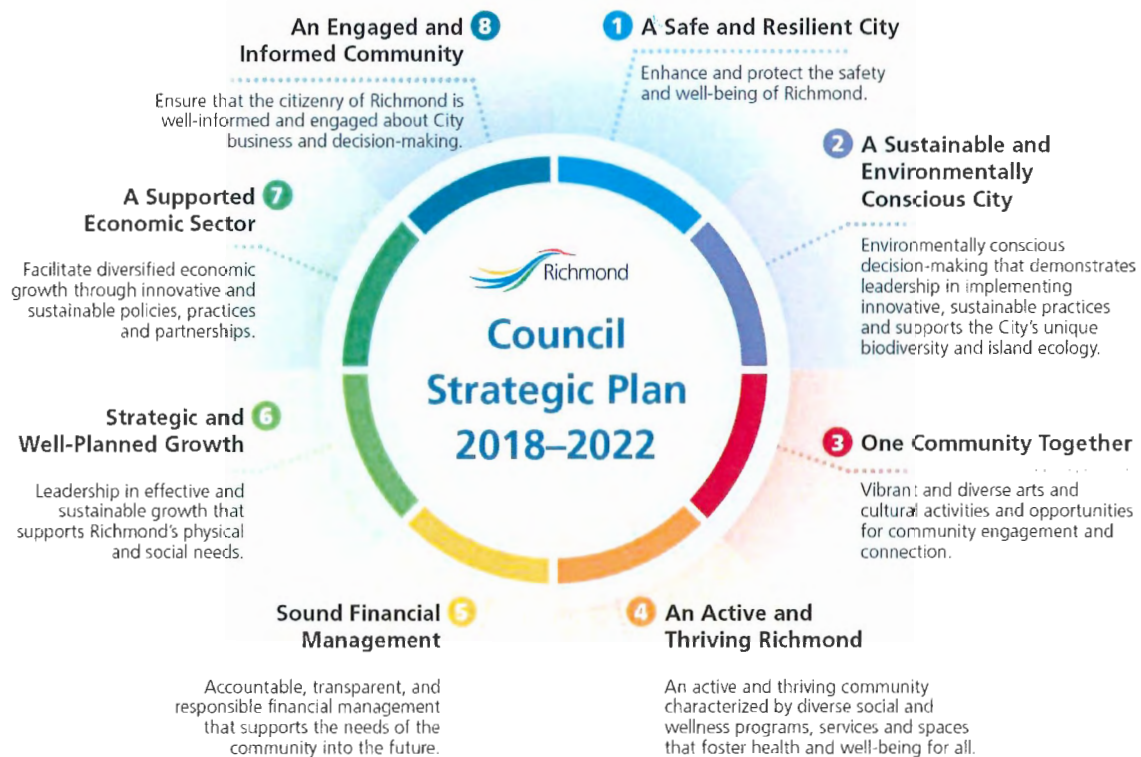 Richmond
Council
Strategic Plan
2018–2022
1 A Safe and Resilient City
Enhance and protect the safety
and well-being of Richmond.
2 A Sustainable and
Environmentally
Conscious City
Environmentally conscious
decision-making that demonstrates
leadership in implementing
innovative, sustainable practices
and supports the City's unique
biodiversity and island ecology.
3 One Community Together
Vibrant and diverse arts and
cultural activities and opportunities
for community engagement and
connection.
4 An Active and
Thriving Richmond
An active and thriving community
characterized by diverse social and
wellness programs, services and spaces
that foster health and well-being for all.
Sound Financial 5
Management
Accountable, transparent, and
responsible financial management
that supports the needs of the
community into the future.
Strategic and 6
Well-Planned Growth
Leadership in effective and
sustainable growth that
supports Richmond's physical
and social needs.
A Supported 7
Economic Sector
Facilitate diversified economic
growth through innovative and
sustainable policies, practices
and partnerships.
An Engaged and 8
Informed Community
Ensure that the citizenry of Richmond is
well-informed and engaged about City
business and decision-making.